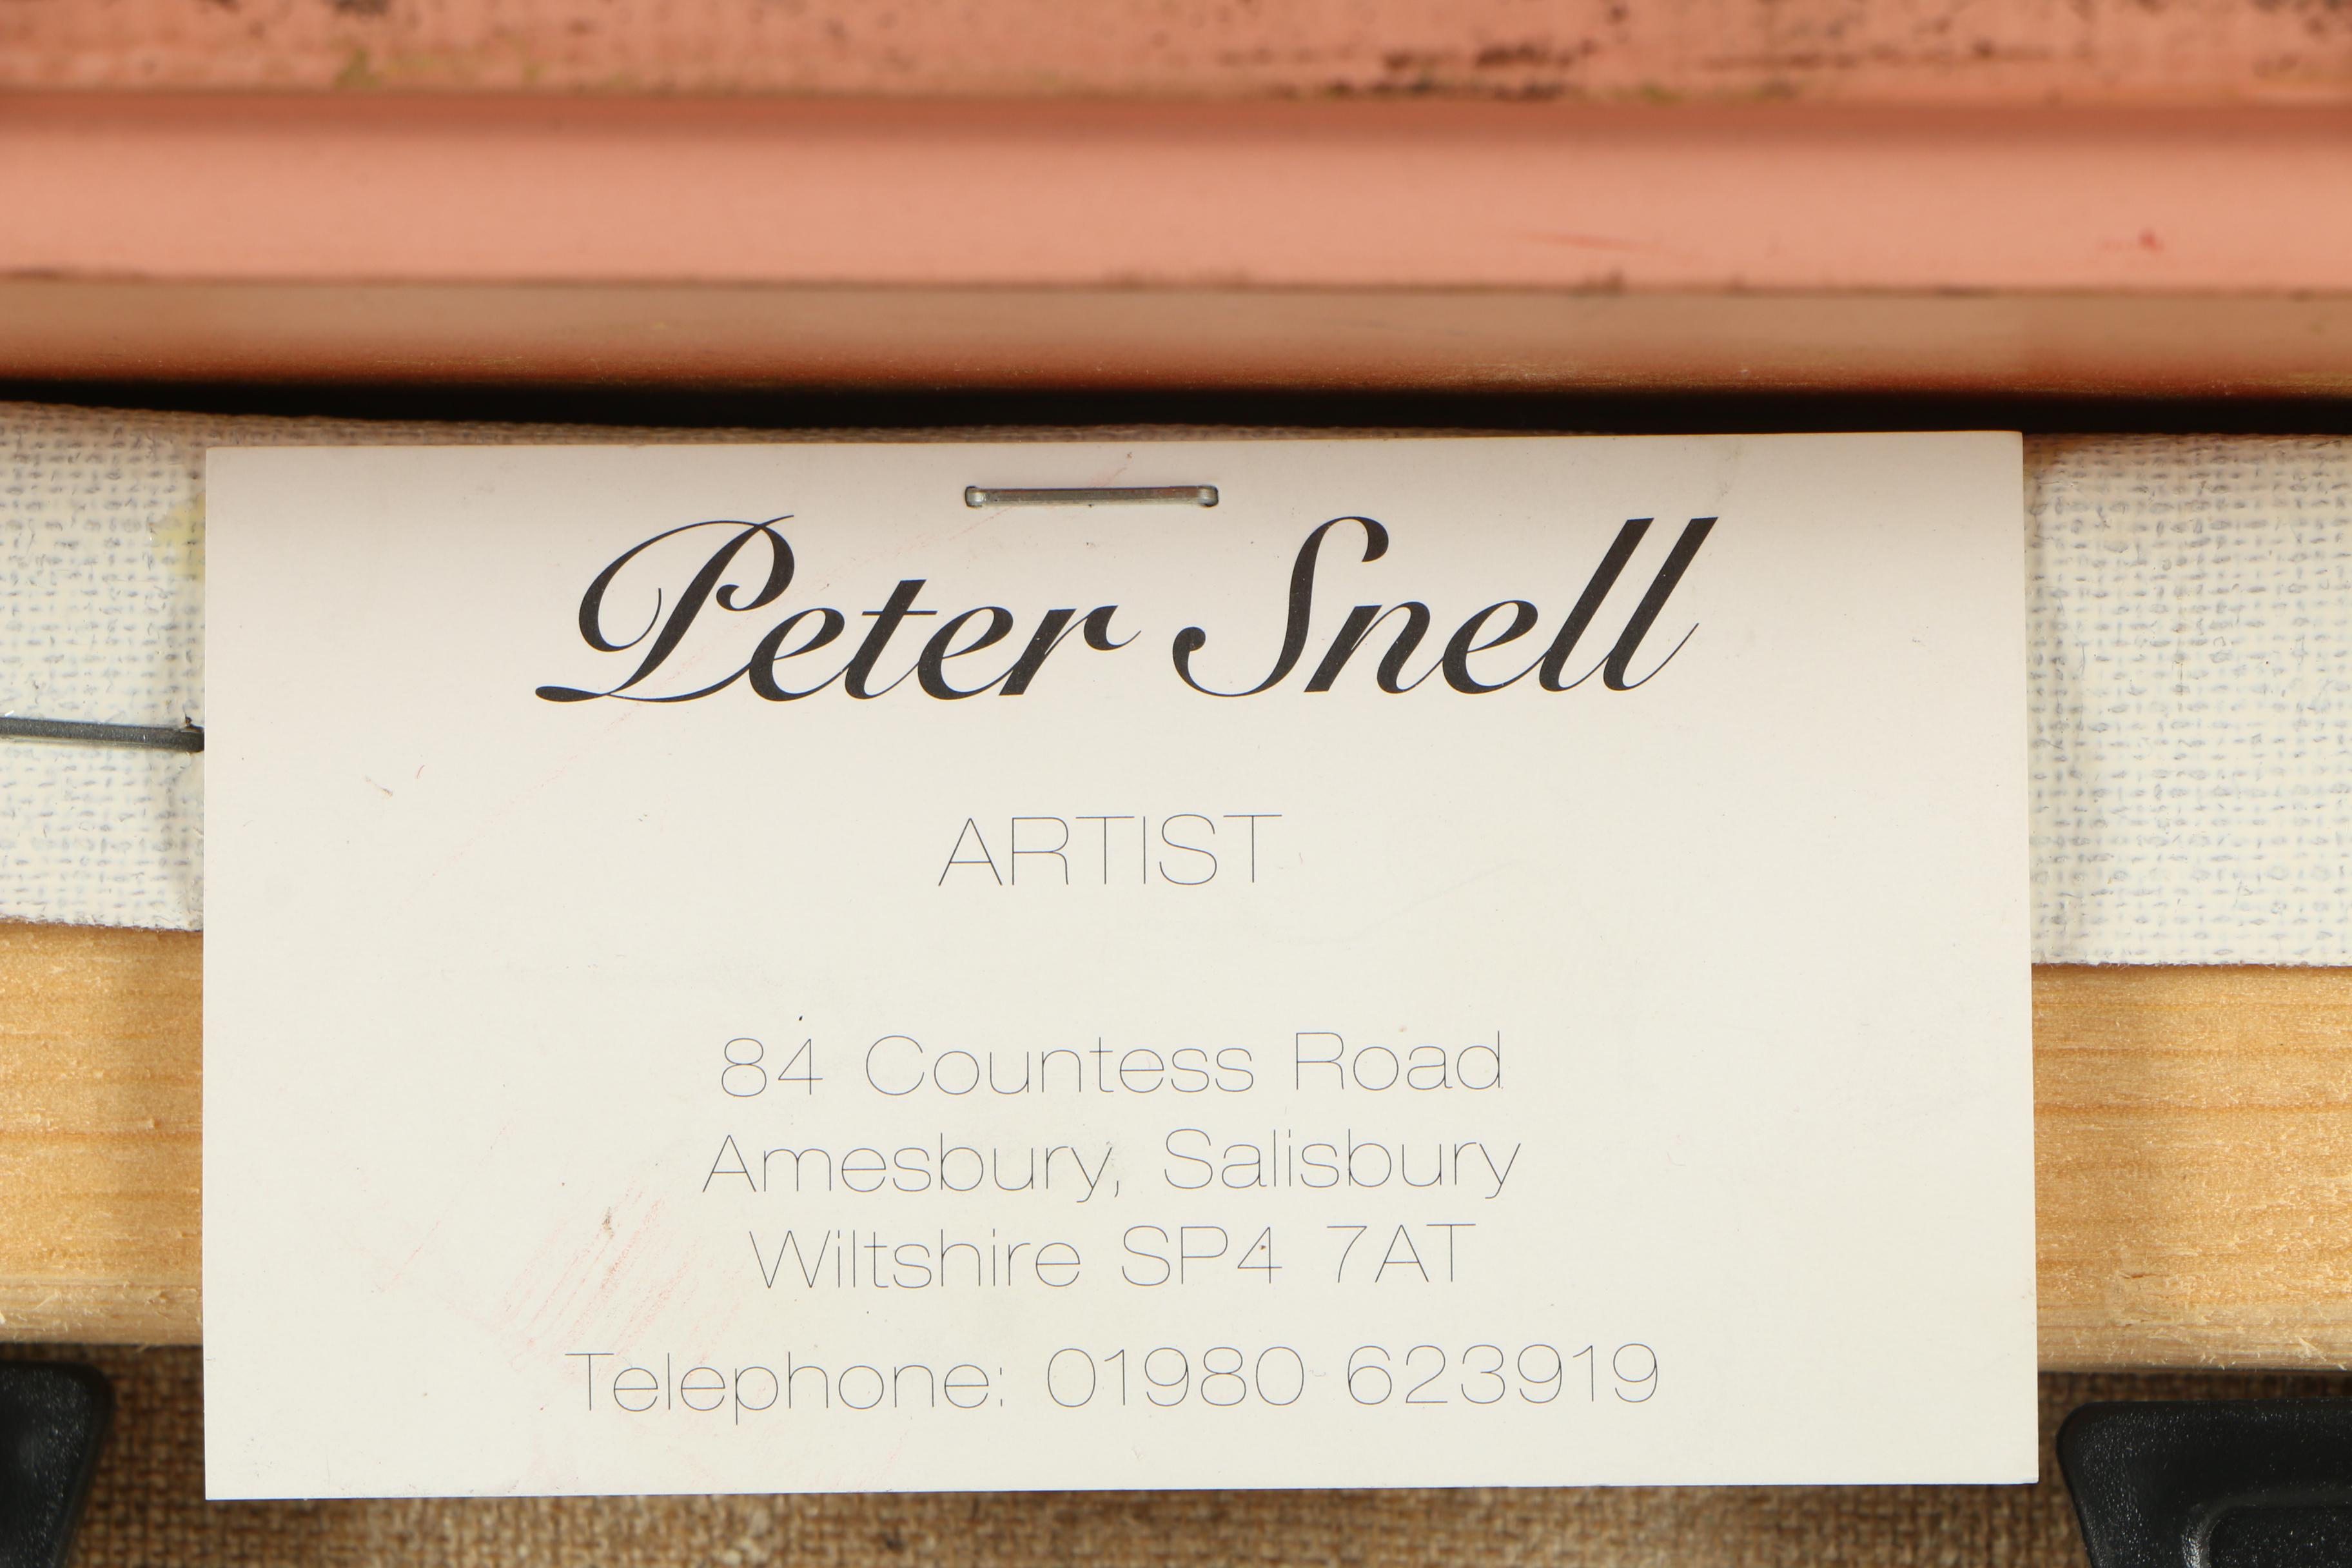 Peter Snell
ARTIST
84 Countess Road
Amesbury, Salisbury
Wiltshire SP4 7AT
Telephone: 01980 623919